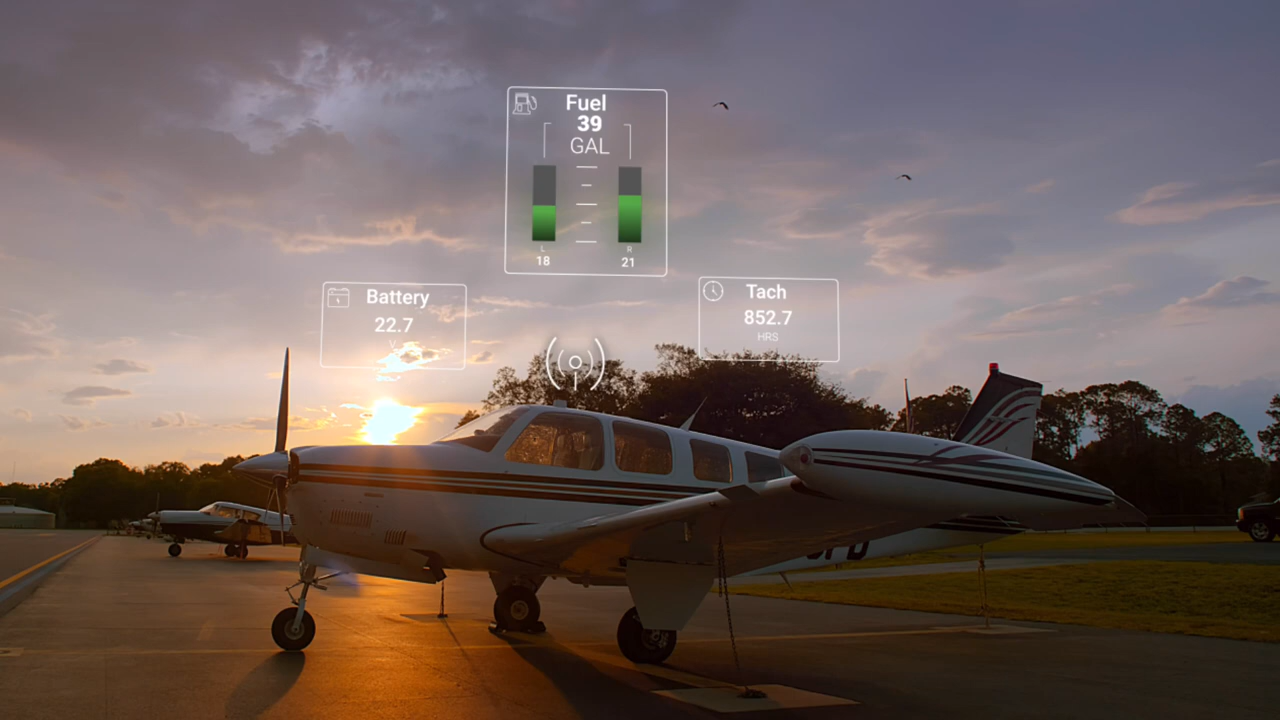 Fuel
39
GAL
L
R
18
21
Battery
22.7
V
Tach
852.7
HRS